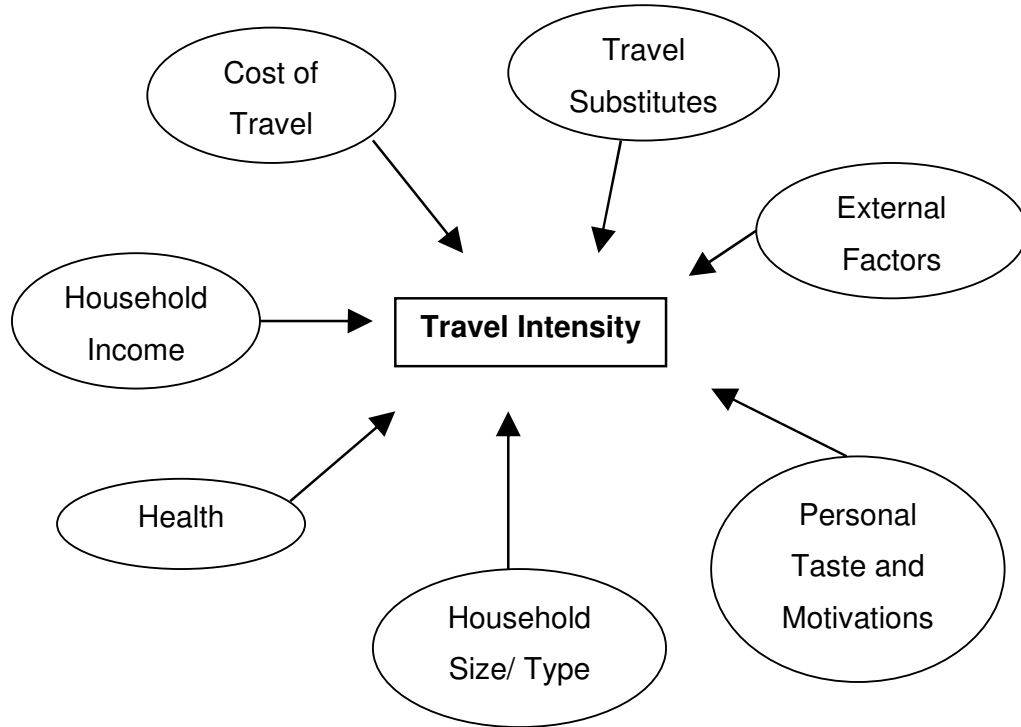 Cost of
Travel
Travel
Substitutes
External
Factors
Household
Income
Travel Intensity
Health
Household
Size/ Type
Personal
Taste and
Motivations